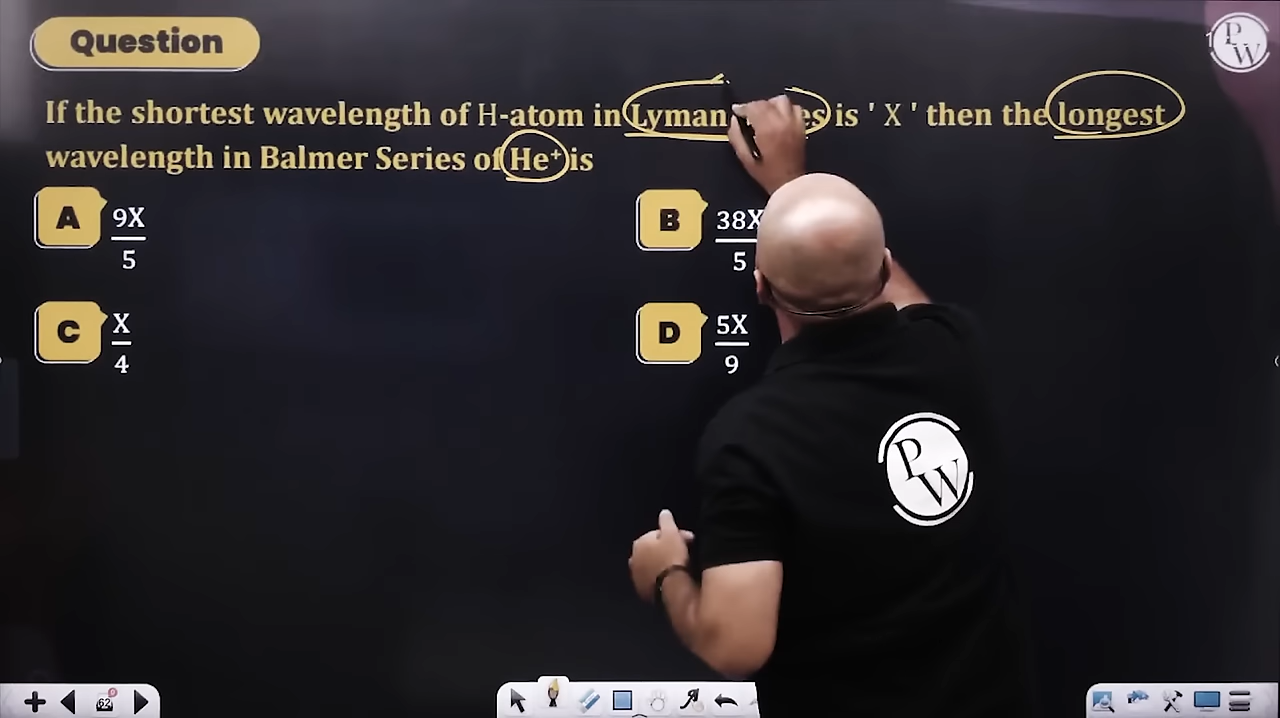 Question
If the shortest wavelength of H-atom in Lyman is ' X ' then the longest
wavelength in Balmer Series of He⁺ is
A 9X/5
B 38X/5
C X/4
D 5X/9
PW
PW
62